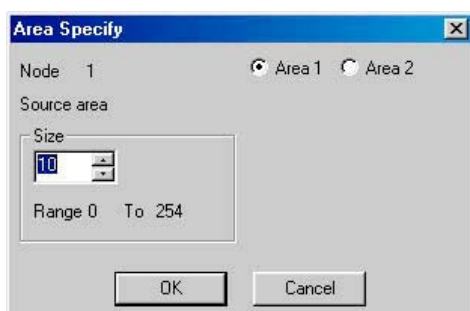 Area Specify
Node 1 Area 1 Area 2
Source area
Size
10
Range 0 To 254
OK Cancel